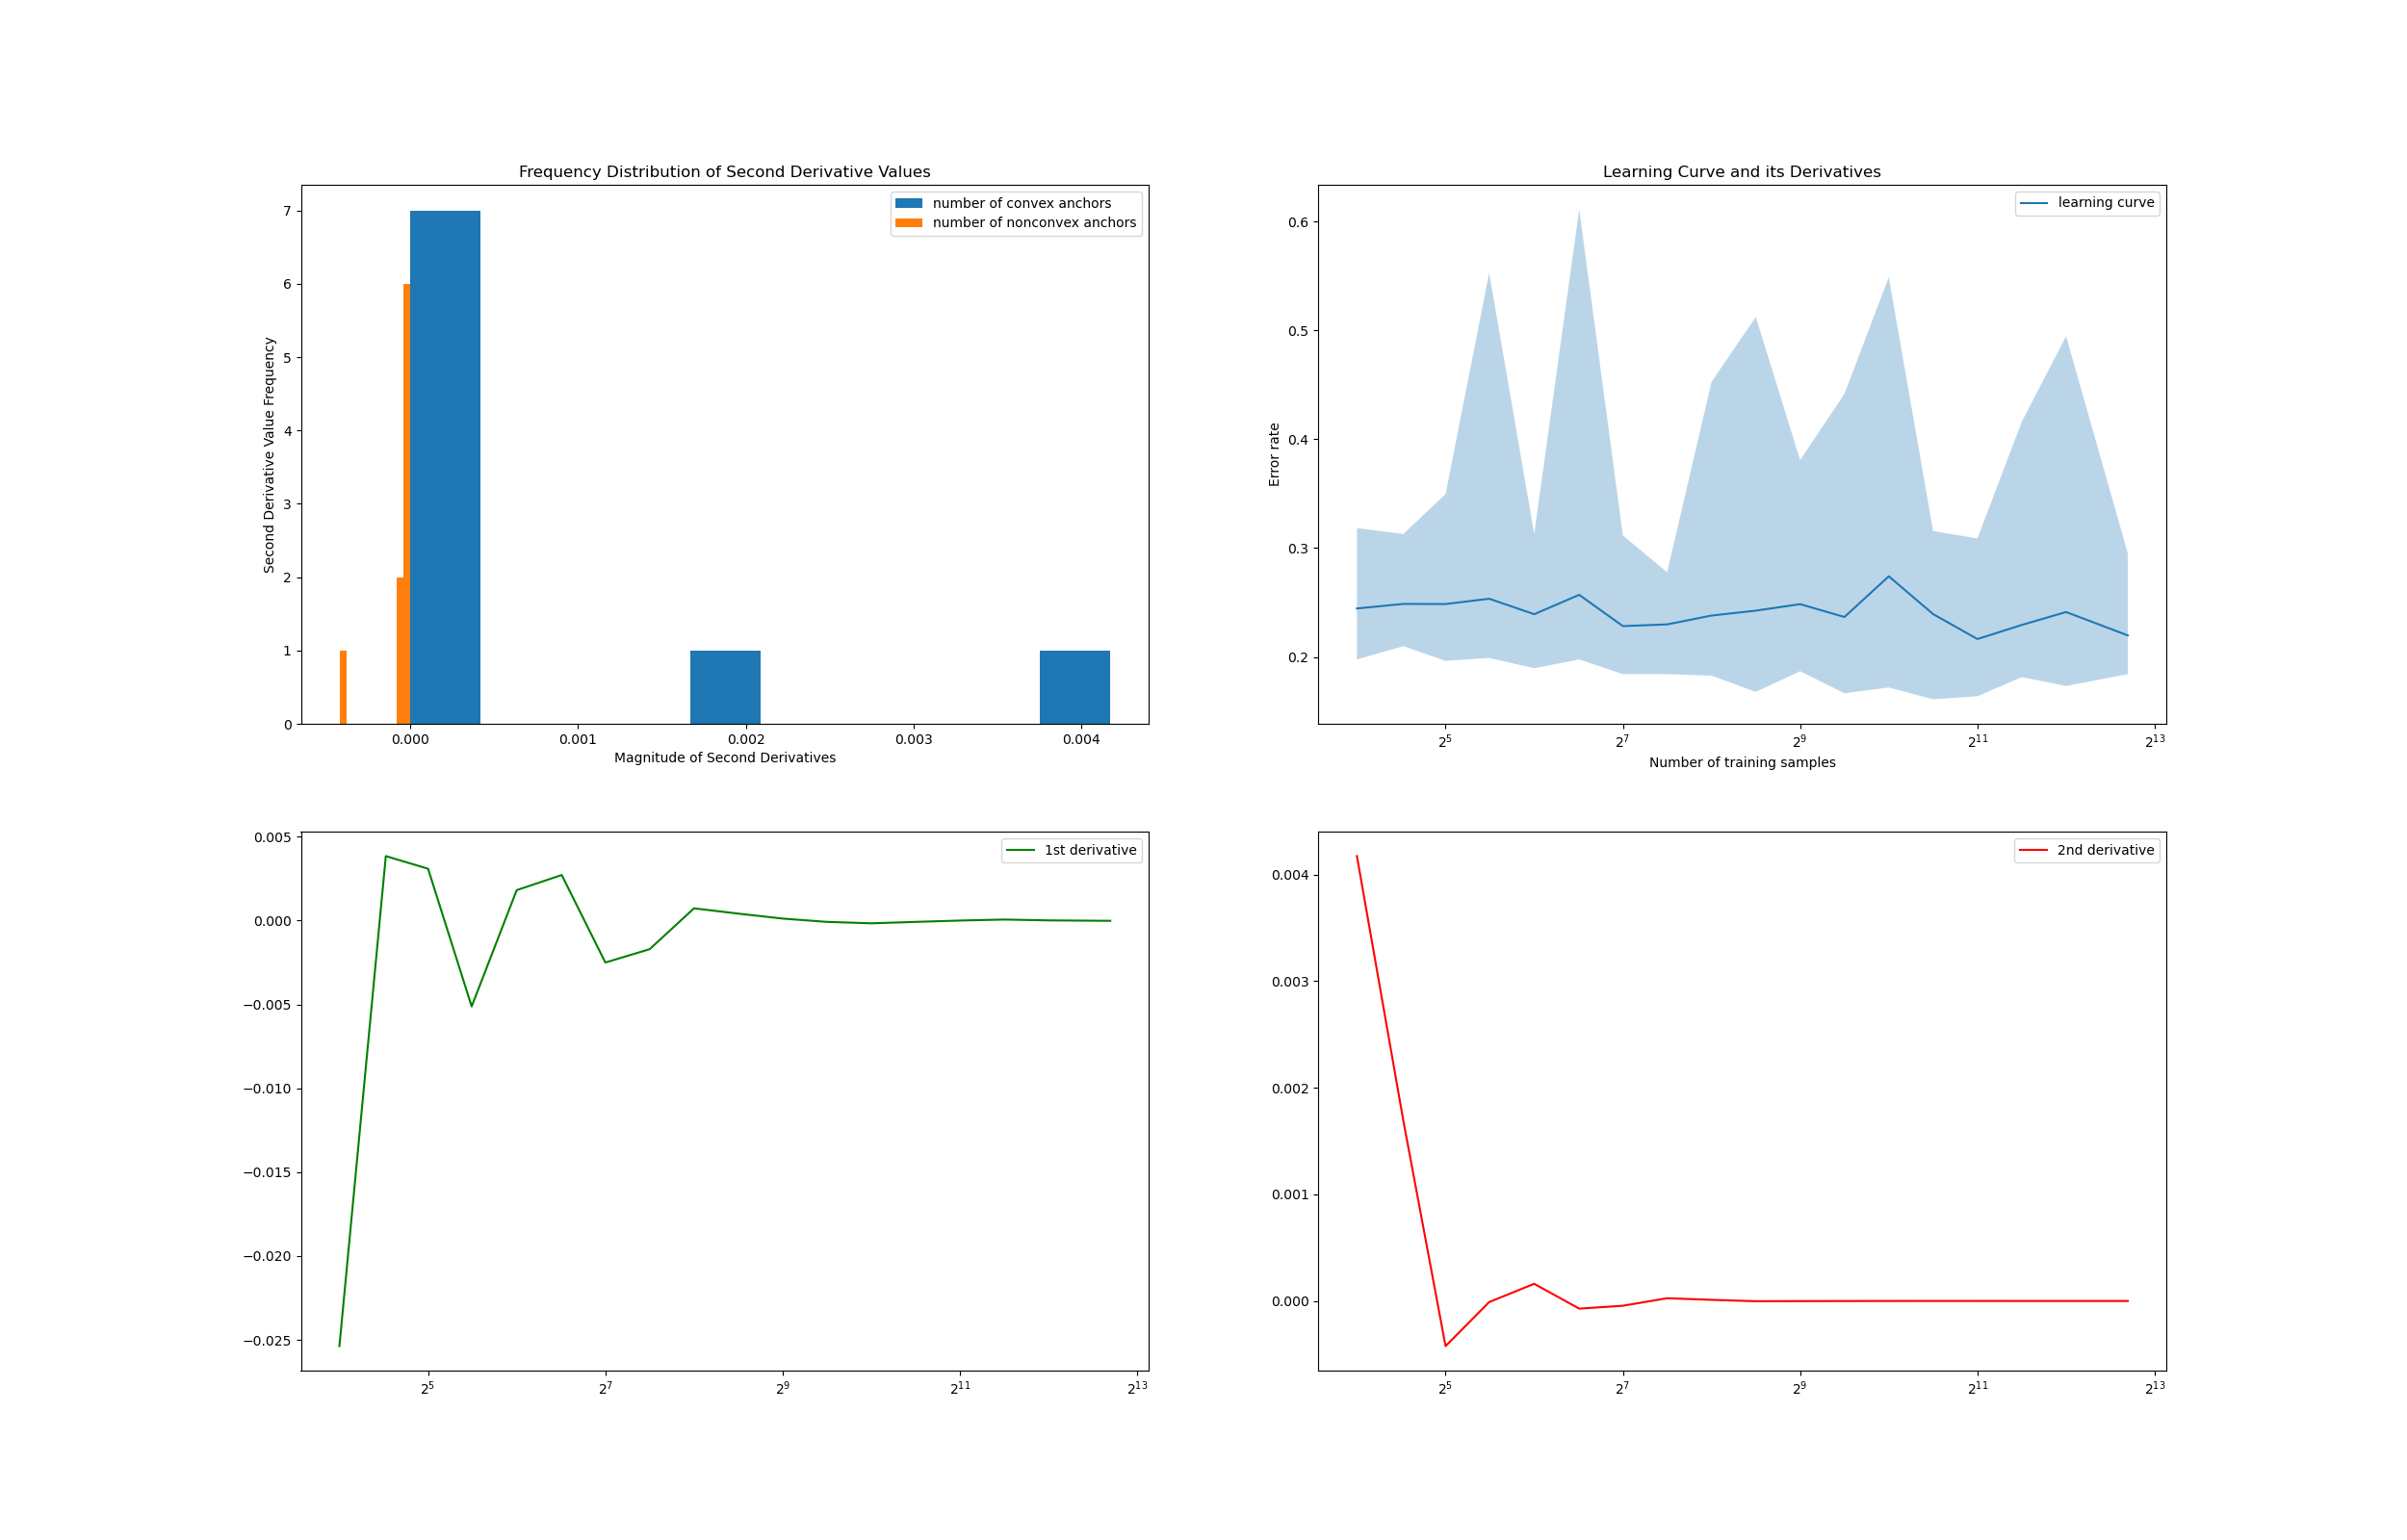 Frequency Distribution of Second Derivative Values
number of convex anchors
number of nonconvex anchors
7
6
5
4
3
2
1
0
Second Derivative Value Frequency
0.000 0.001 0.002 0.003 0.004
Magnitude of Second Derivatives
Learning Curve and its Derivatives
learning curve
0.6
0.5
0.4
0.3
0.2
Error rate
2^5 2^7 2^9 2^11 2^13
Number of training samples
1st derivative
0.005
0.000
−0.005
−0.010
−0.015
−0.020
−0.025
2^5 2^7 2^9 2^11 2^13
2nd derivative
0.004
0.003
0.002
0.001
0.000
2^5 2^7 2^9 2^11 2^13